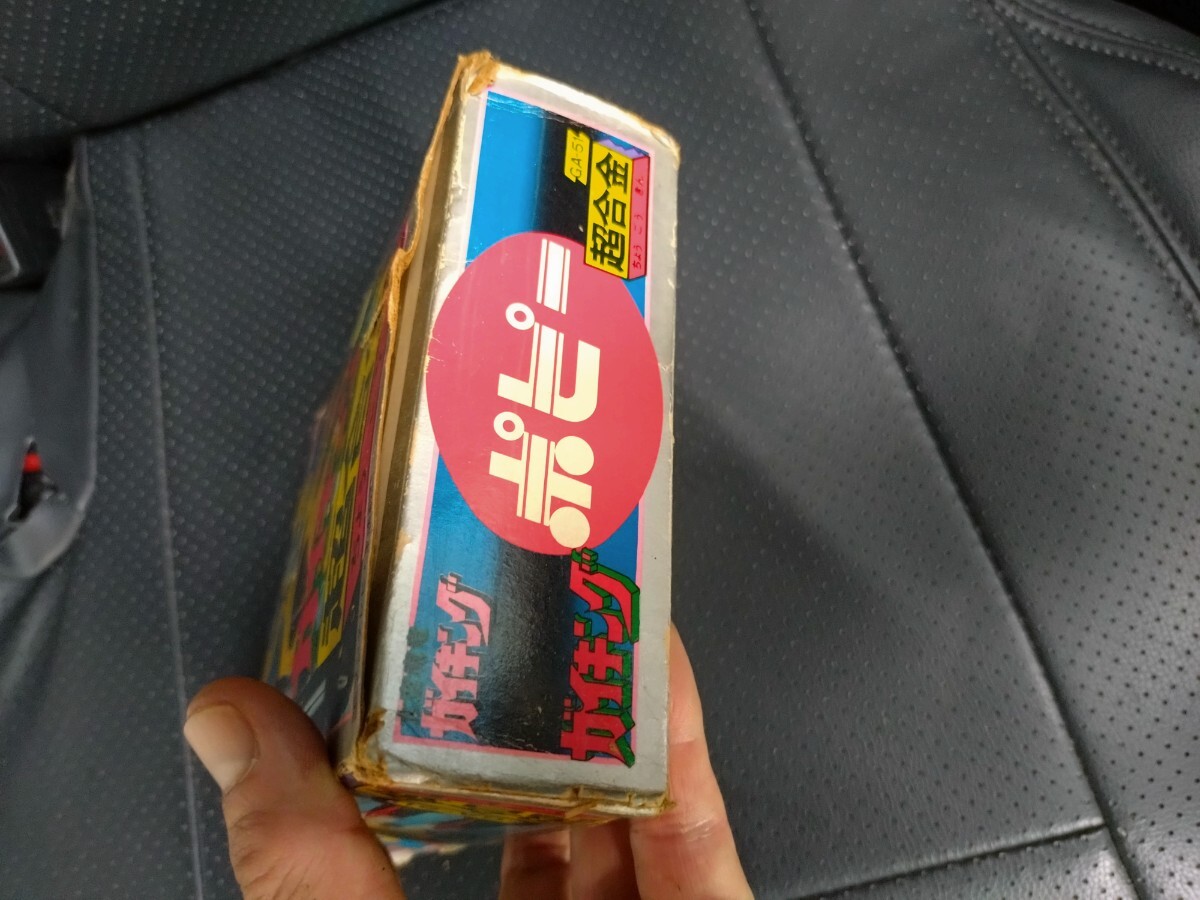 GA-51
超合金
ちょう ごう きん
ポピー
ガイキング
ガイキング